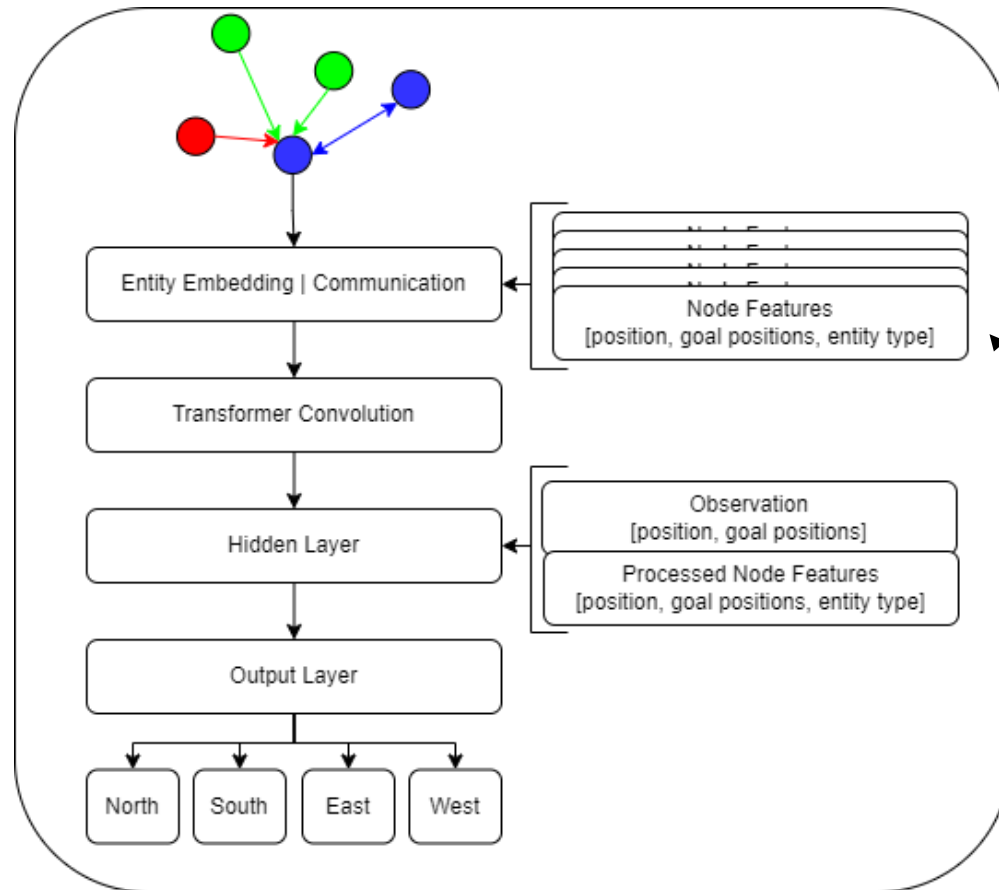 Entity Embedding | Communication
Node Features
[position, goal positions, entity type]
Transformer Convolution
Observation
[position, goal positions]
Hidden Layer
Processed Node Features
[position, goal positions, entity type]
Output Layer
North
South
East
West